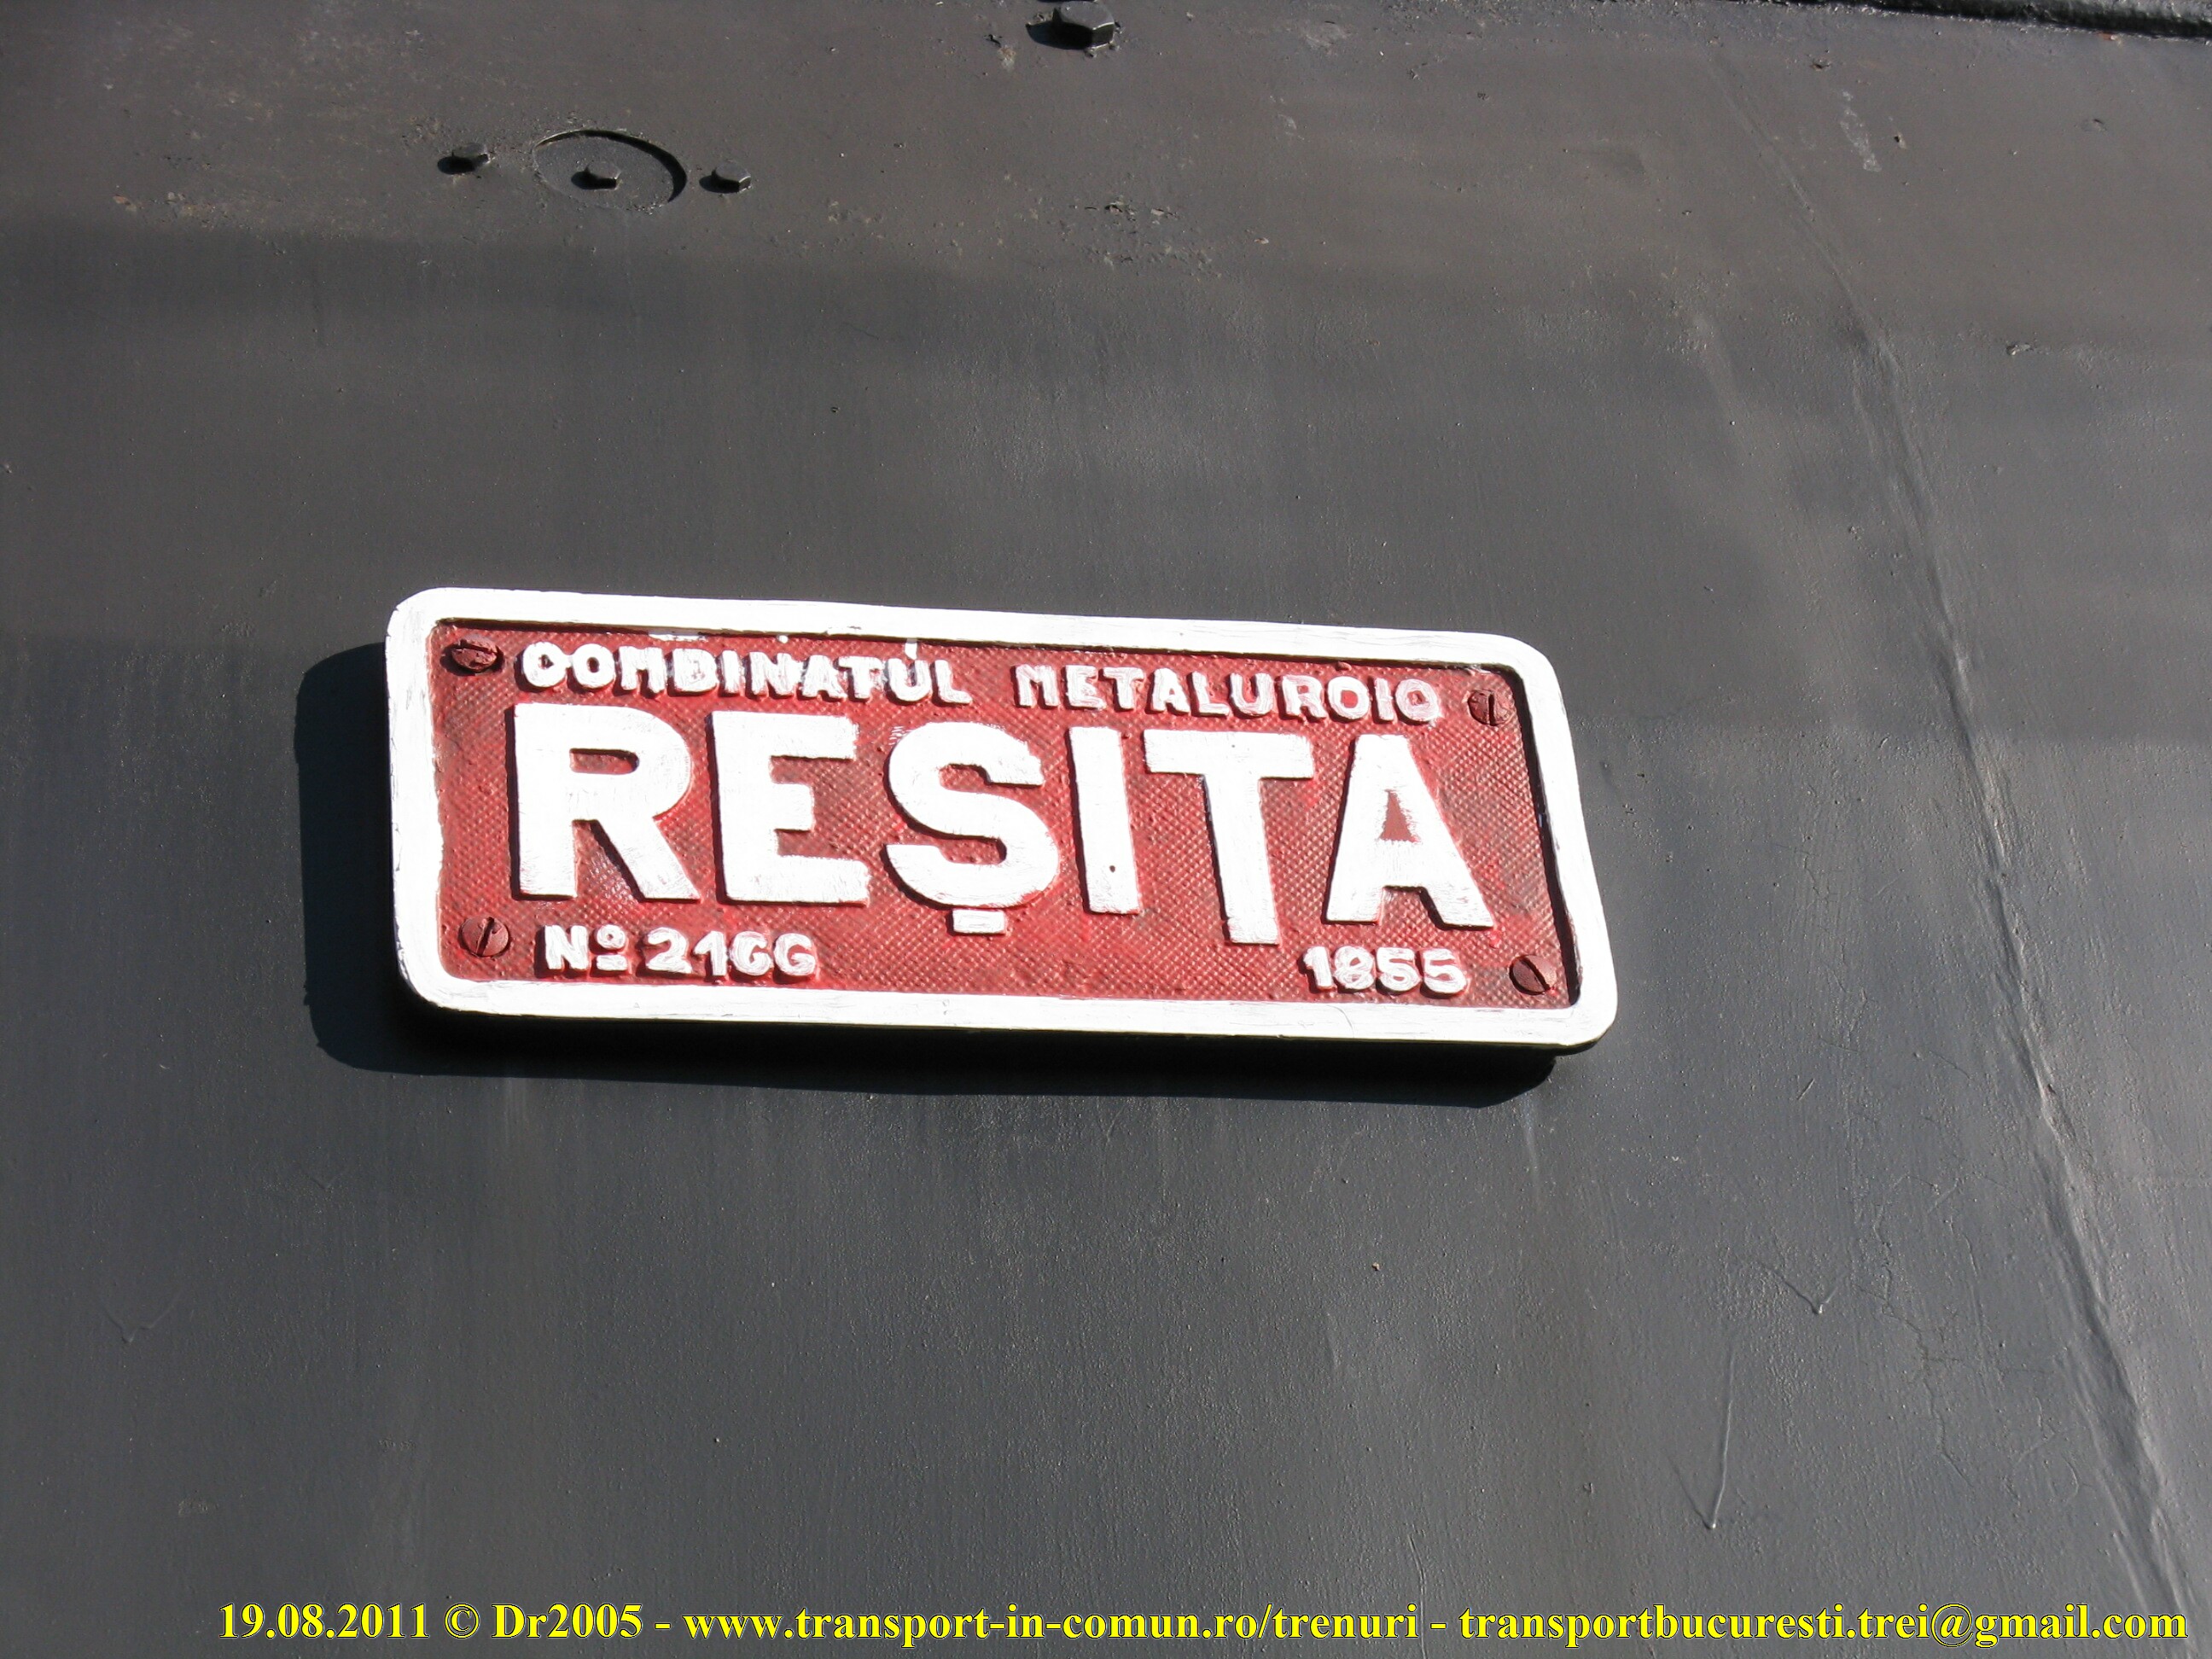 COMBINATUL METALURGIC
REȘITA
Nº 2166 1955
19.08.2011 © Dr2005 - www.transport-in-comun.ro/trenuri - transportbucuresti.trei@gmail.com